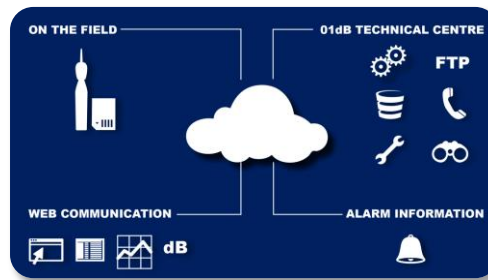 ON THE FIELD
01dB TECHNICAL CENTRE
FTP
WEB COMMUNICATION
dB
ALARM INFORMATION